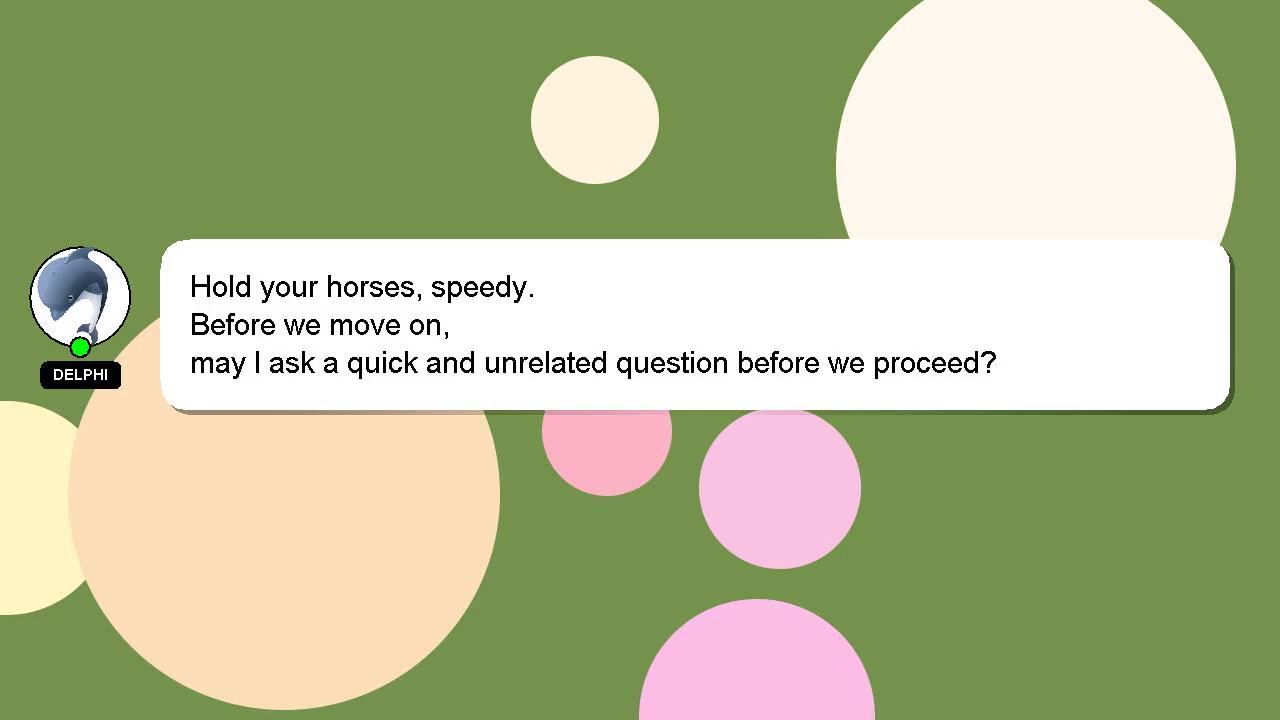 Hold your horses, speedy.
Before we move on,
may I ask a quick and unrelated question before we proceed?
DELPHI